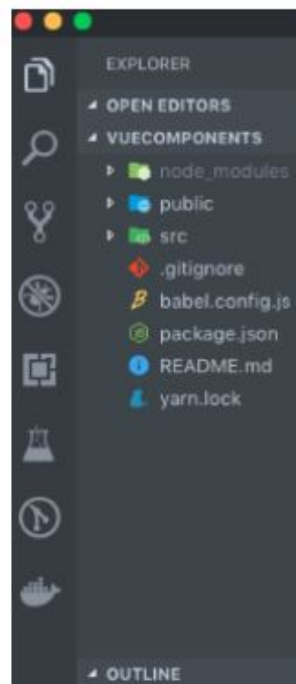 EXPLORER
OPEN EDITORS
VUECOMPONENTS
node_modules
public
src
.gitignore
babel.config.js
package.json
README.md
yarn.lock
OUTLINE